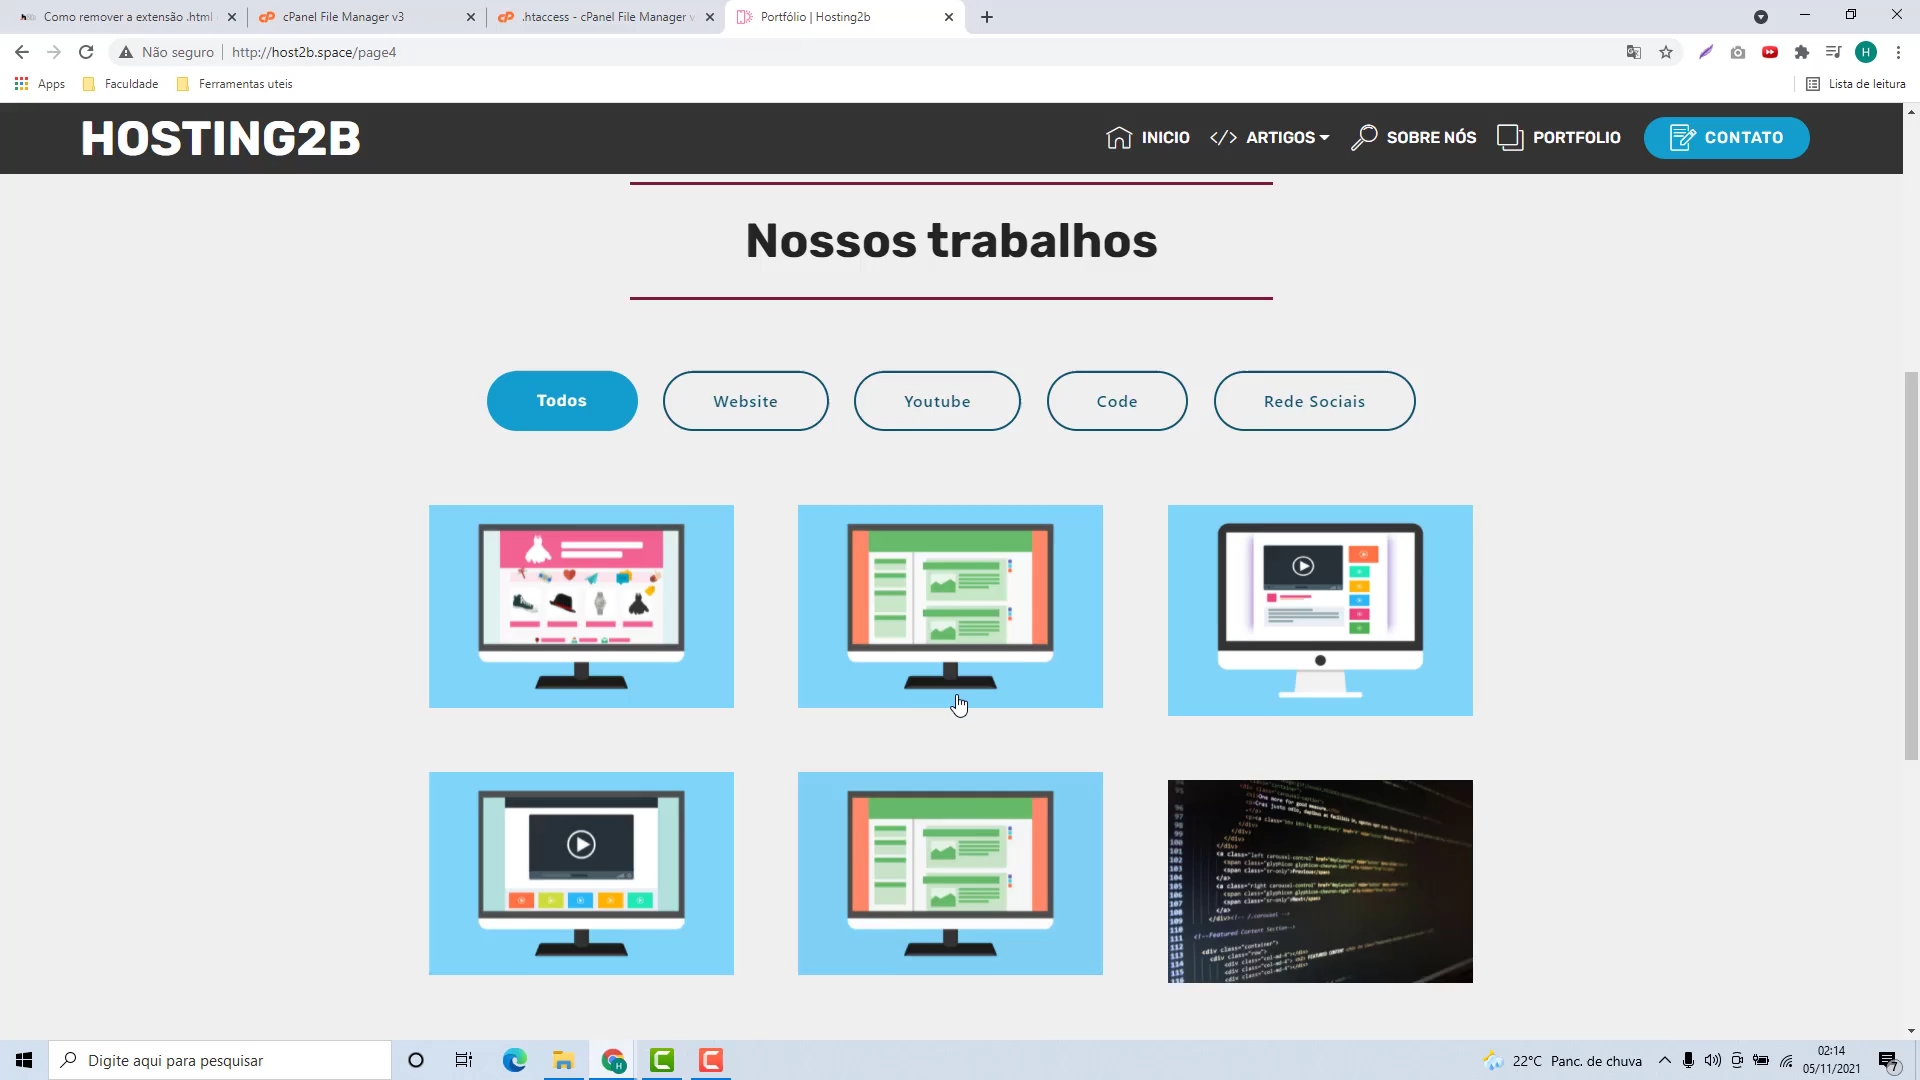 Como remover a extensão .html
cPanel File Manager v3
.htaccess - cPanel File Manager v
Portfólio | Hosting2b
Não seguro
http://host2b.space/page4
H
Apps
Faculdade
Ferramentas uteis
Lista de leitura
HOSTING2B
INICIO
ARTIGOS
SOBRE NÓS
PORTFOLIO
CONTATO
Nossos trabalhos
Todos
Website
Youtube
Code
Rede Sociais
Digite aqui para pesquisar
22°C Panc. de chuva
02:14
05/11/2021
7